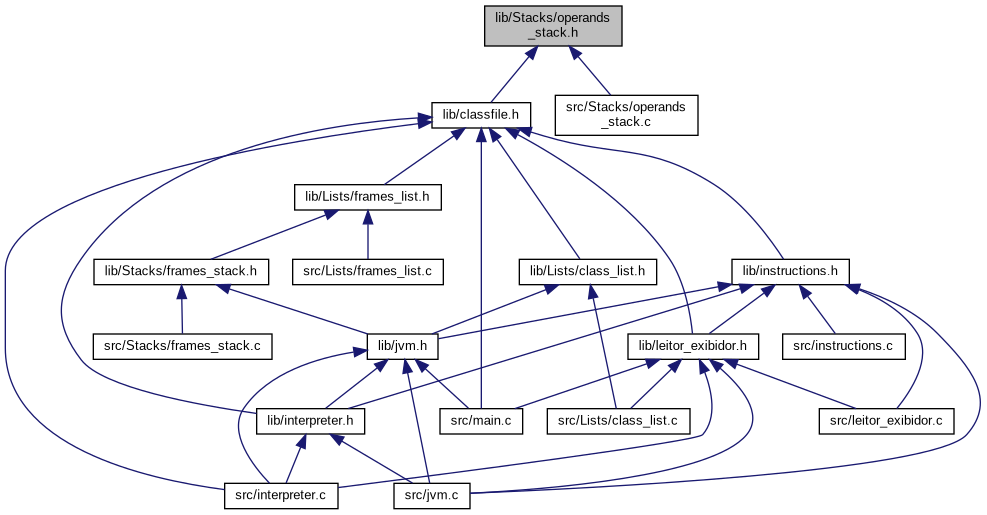 lib/Stacks/operands
_stack.h
lib/classfile.h
src/Stacks/operands
_stack.c
lib/Lists/frames_list.h
lib/Stacks/frames_stack.h
src/Lists/frames_list.c
lib/Lists/class_list.h
lib/instructions.h
src/Stacks/frames_stack.c
lib/jvm.h
lib/leitor_exibidor.h
src/instructions.c
lib/interpreter.h
src/main.c
src/Lists/class_list.c
src/leitor_exibidor.c
src/interpreter.c
src/jvm.c